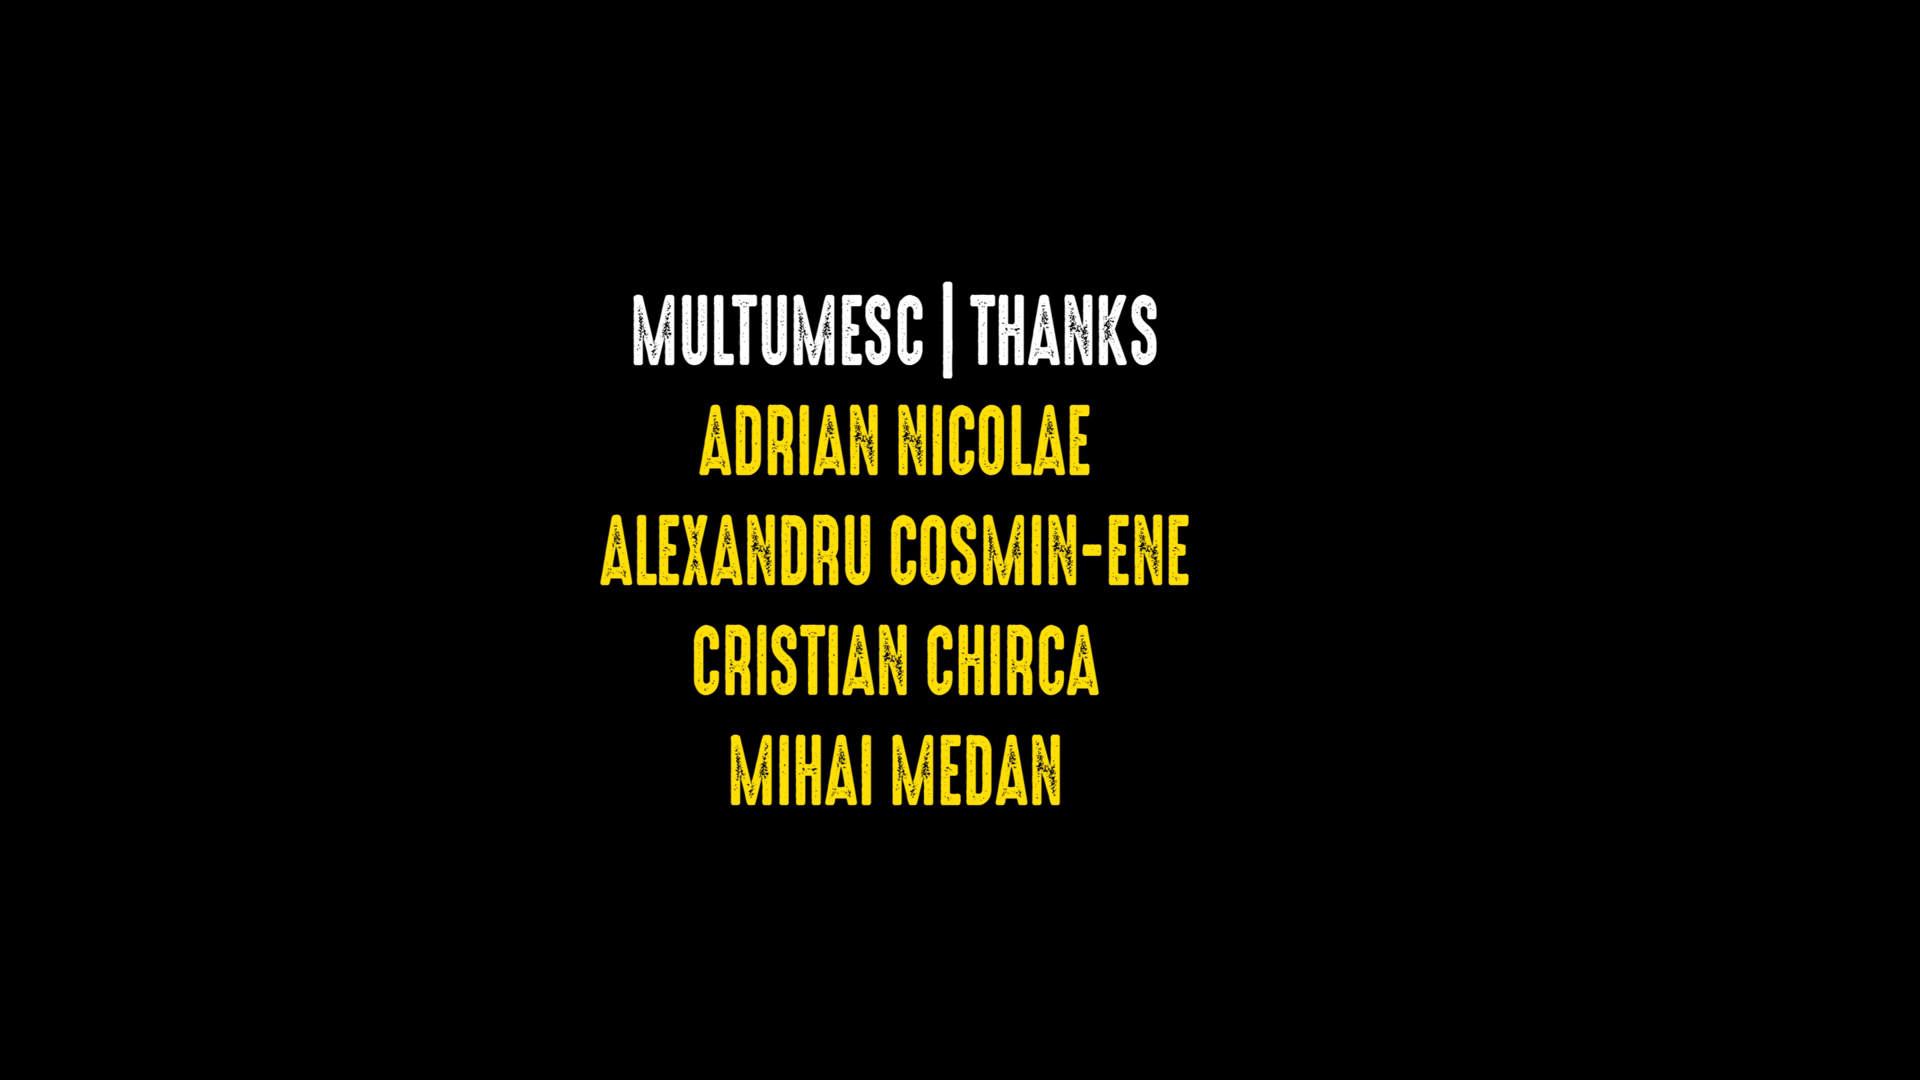 MULTUMESC | THANKS
ADRIAN NICOLAE
ALEXANDRU COSMIN-ENE
CRISTIAN CHIRCA
MIHAI MEDAN